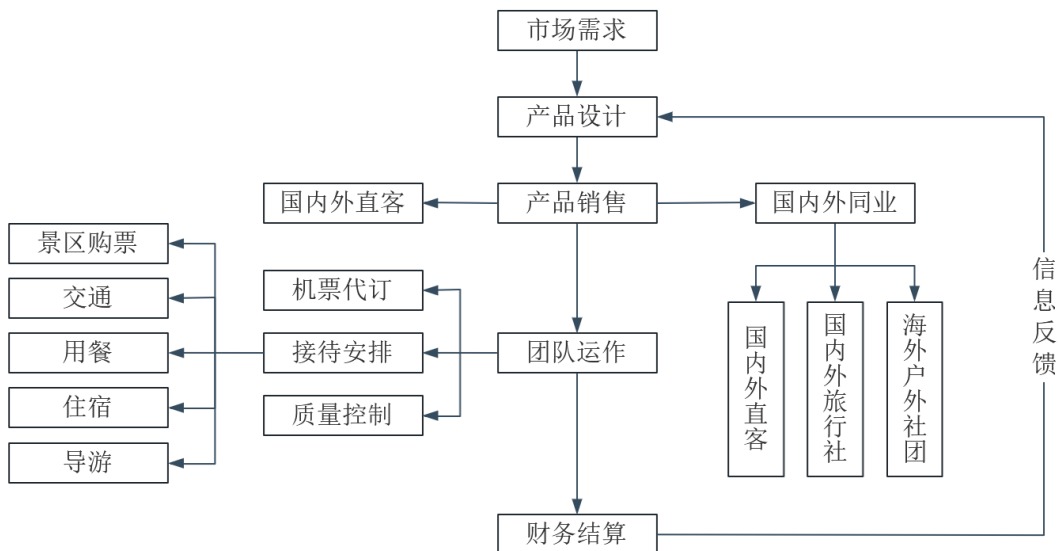 市场需求
产品设计
国内外直客
产品销售
国内外同业
景区购票
交通
用餐
住宿
导游
机票代订
接待安排
质量控制
团队运作
国内外直客
国内外旅行社
海外户外社团
信息反馈
财务结算